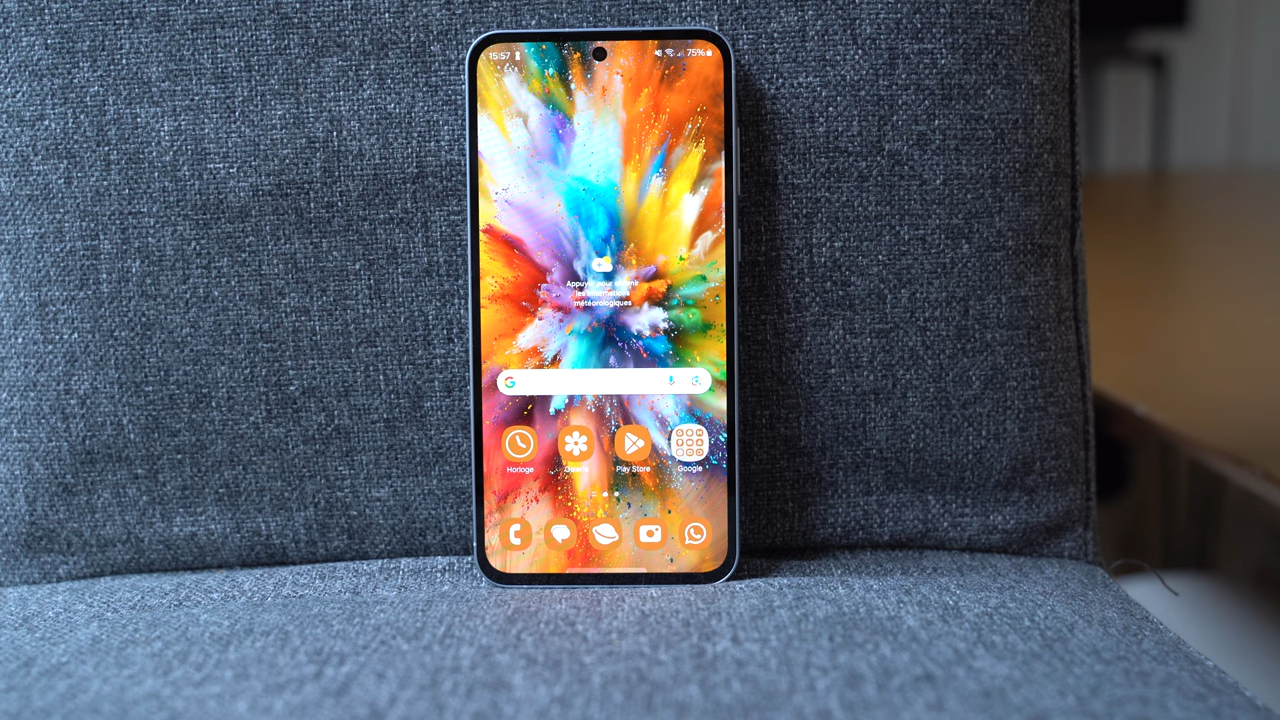 15:57 75%
Appuyer pour obtenir
les informations
météorologiques
Horloge Galerie Play Store Google